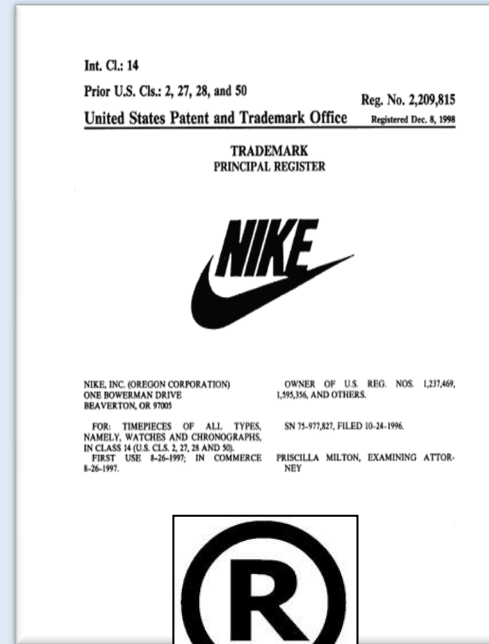 Int. Cl.: 14
Prior U.S. Cls.: 2, 27, 28, and 50
Reg. No. 2,209,815
United States Patent and Trademark Office
Registered Dec. 8, 1998
TRADEMARK
PRINCIPAL REGISTER
NIKE
NIKE, INC. (OREGON CORPORATION)
ONE BOWERMAN DRIVE
BEAVERTON, OR 97005
FOR: TIMEPIECES OF ALL TYPES,
NAMELY, WATCHES AND CHRONOGRAPHS,
IN CLASS 14 (U.S. CLS. 2, 27, 28 AND 50).
FIRST USE 8-26-1997; IN COMMERCE
8-26-1997.
OWNER OF U.S. REG. NOS. 1,237,469,
1,595,356, AND OTHERS.
SN 75-977,827, FILED 10-24-1996.
PRISCILLA MILTON, EXAMINING ATTOR-
NEY
®